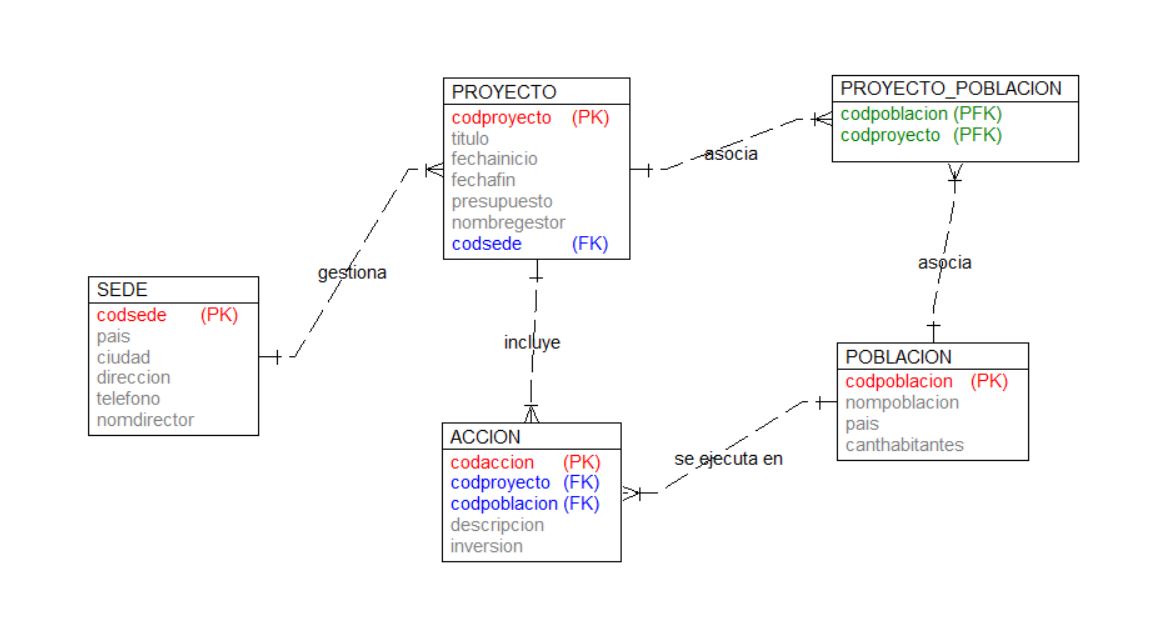 PROYECTO
codproyecto (PK)
titulo
fechainicio
fechafin
presupuesto
nombregestor
codsede (FK)
PROYECTO_POBLACION
codpoblacion (PFK)
codproyecto (PFK)
asocia
gestiona
asocia
SEDE
codsede (PK)
pais
ciudad
direccion
telefono
nomdirector
incluye
POBLACION
codpoblacion (PK)
nompoblacion
pais
canthabitantes
se ejecuta en
ACCION
codaccion (PK)
codproyecto (FK)
codpoblacion (FK)
descripcion
inversion